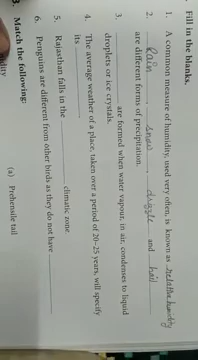 Fill in the blanks.
1. A common measure of humidity, used very often, is known as relative humidity
2. Rain, snow, drizzle and hail
are different forms of precipitation.
3. are formed when water vapour, in air, condenses to liquid
droplets or ice crystals.
4. The average weather of a place, taken over a period of 20–25 years, will specify
its
5. Rajasthan falls in the climatic zone
6. Penguins are different from other birds as they do not have
Match the following:
(a) Prehensile tail